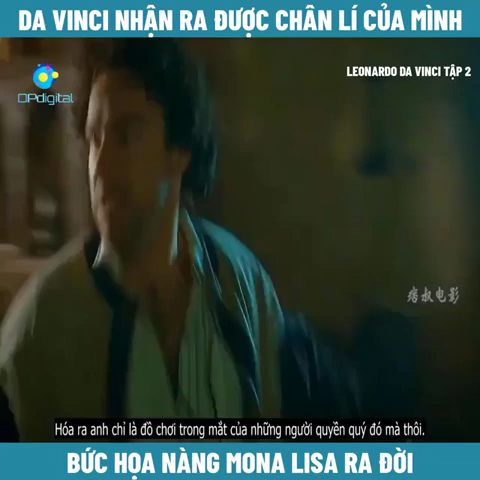 DA VINCI NHẬN RA ĐƯỢC CHÂN LÍ CỦA MÌNH
DPdigital
LEONARDO DA VINCI TẬP 2
痞叔电影
Hóa ra anh chỉ là đồ chơi trong mắt của những người quyền quý đó mà thôi.
BỨC HỌA NÀNG MONA LISA RA ĐỜI